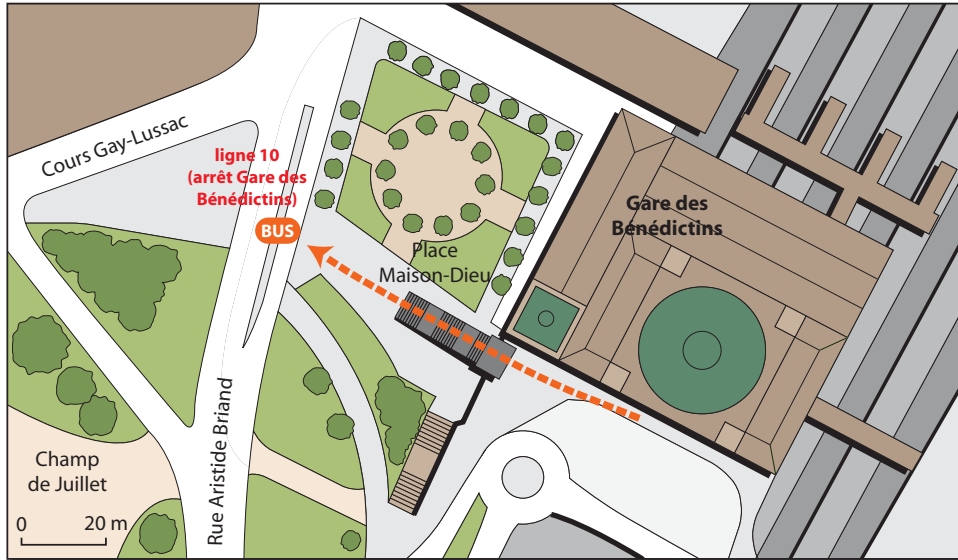 Cours Gay-Lussac
ligne 10
(arrêt Gare des
Bénédictins)
BUS
Place
Maison-Dieu
Gare des
Bénédictins
Rue Aristide Briand
Champ
de Juillet
0 20 m